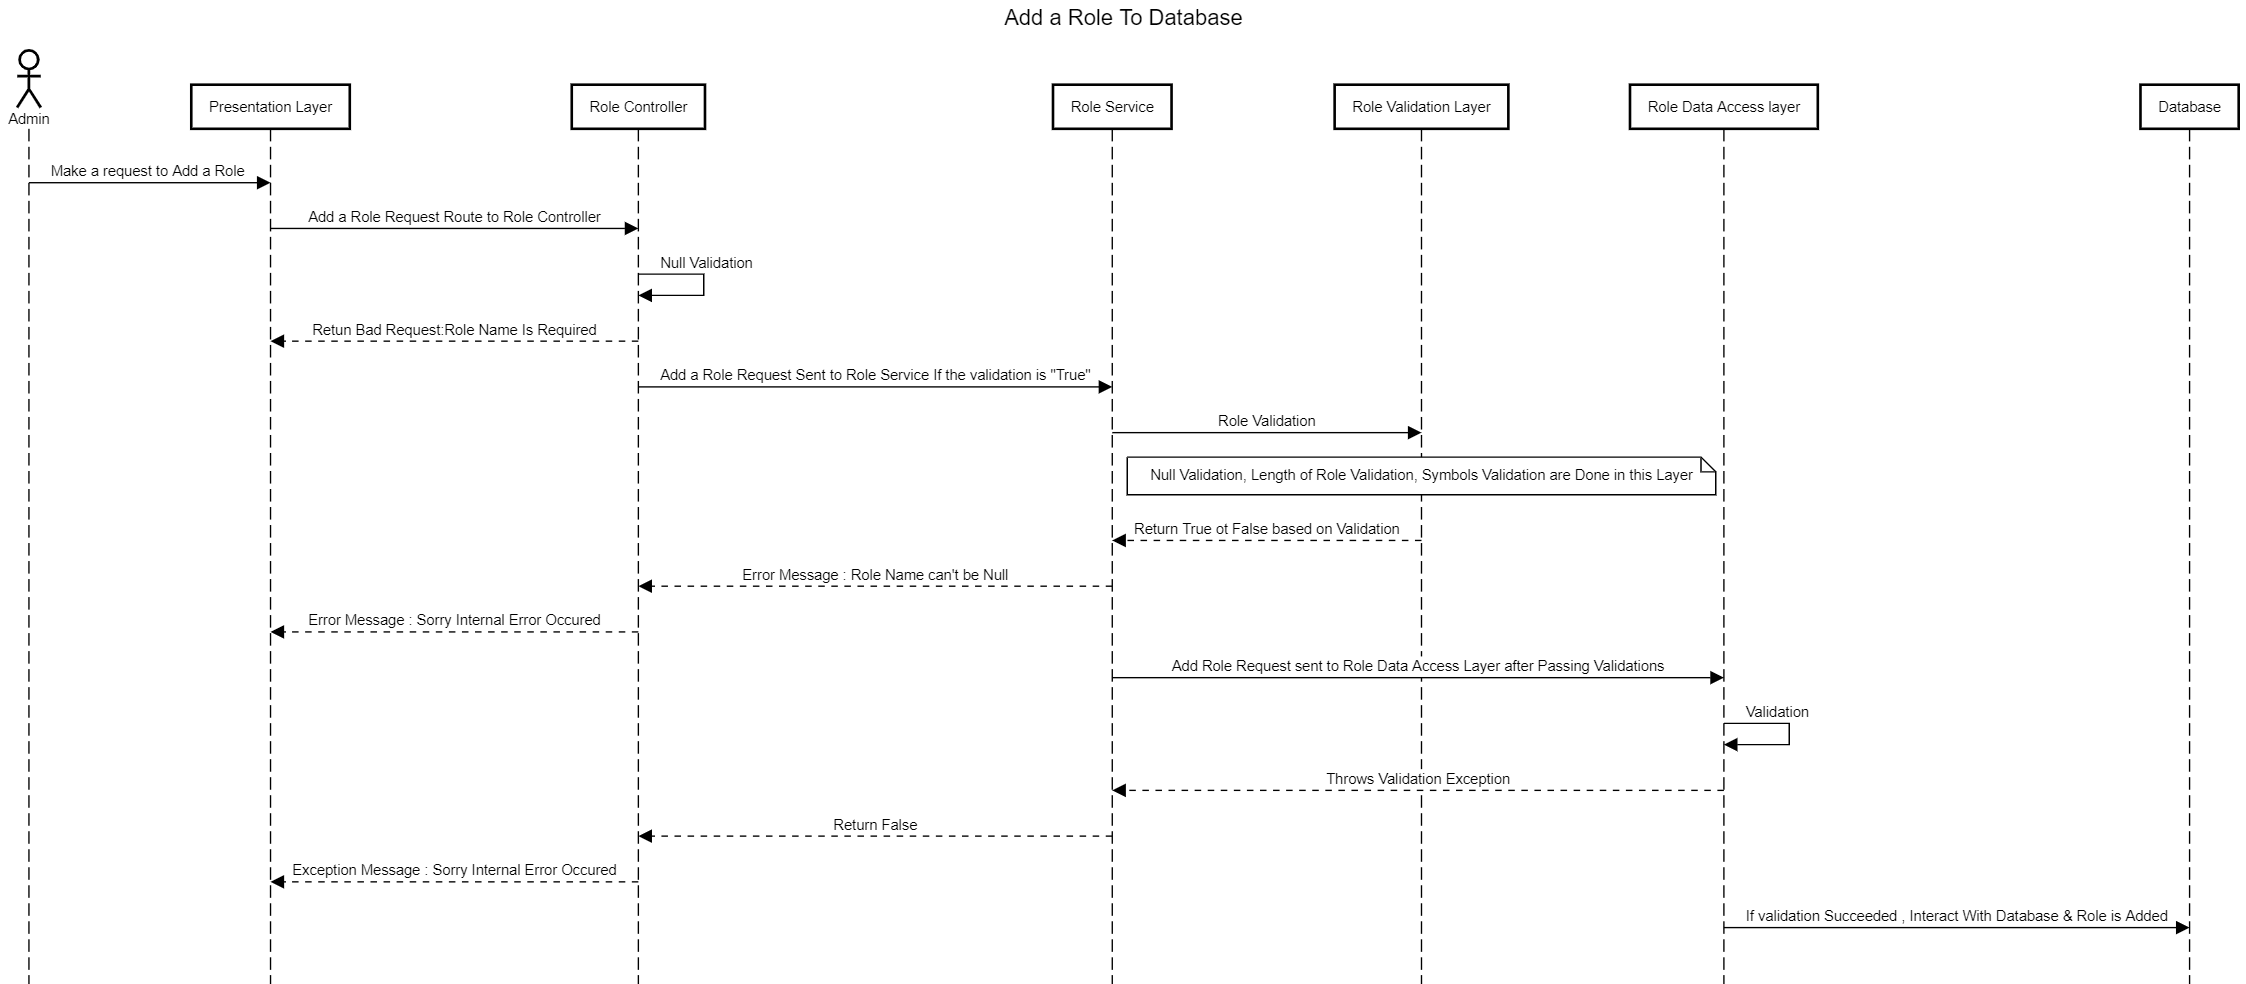 Add a Role To Database
Admin
Presentation Layer
Role Controller
Role Service
Role Validation Layer
Role Data Access layer
Database
Make a request to Add a Role
Add a Role Request Route to Role Controller
Null Validation
Retun Bad Request:Role Name Is Required
Add a Role Request Sent to Role Service If the validation is "True"
Role Validation
Null Validation, Length of Role Validation, Symbols Validation are Done in this Layer
Return True ot False based on Validation
Error Message : Role Name can't be Null
Error Message : Sorry Internal Error Occured
Add Role Request sent to Role Data Access Layer after Passing Validations
Validation
Throws Validation Exception
Return False
Exception Message : Sorry Internal Error Occured
If validation Succeeded , Interact With Database & Role is Added